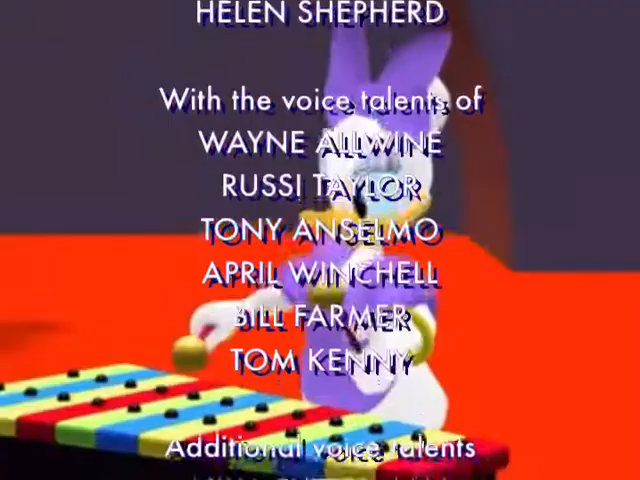 HELEN SHEPHERD
With the voice talents of
WAYNE ALLWINE
RUSSI TAYLOR
TONY ANSELMO
APRIL WINCHELL
BILL FARMER
TOM KENNY
Additional voice talents